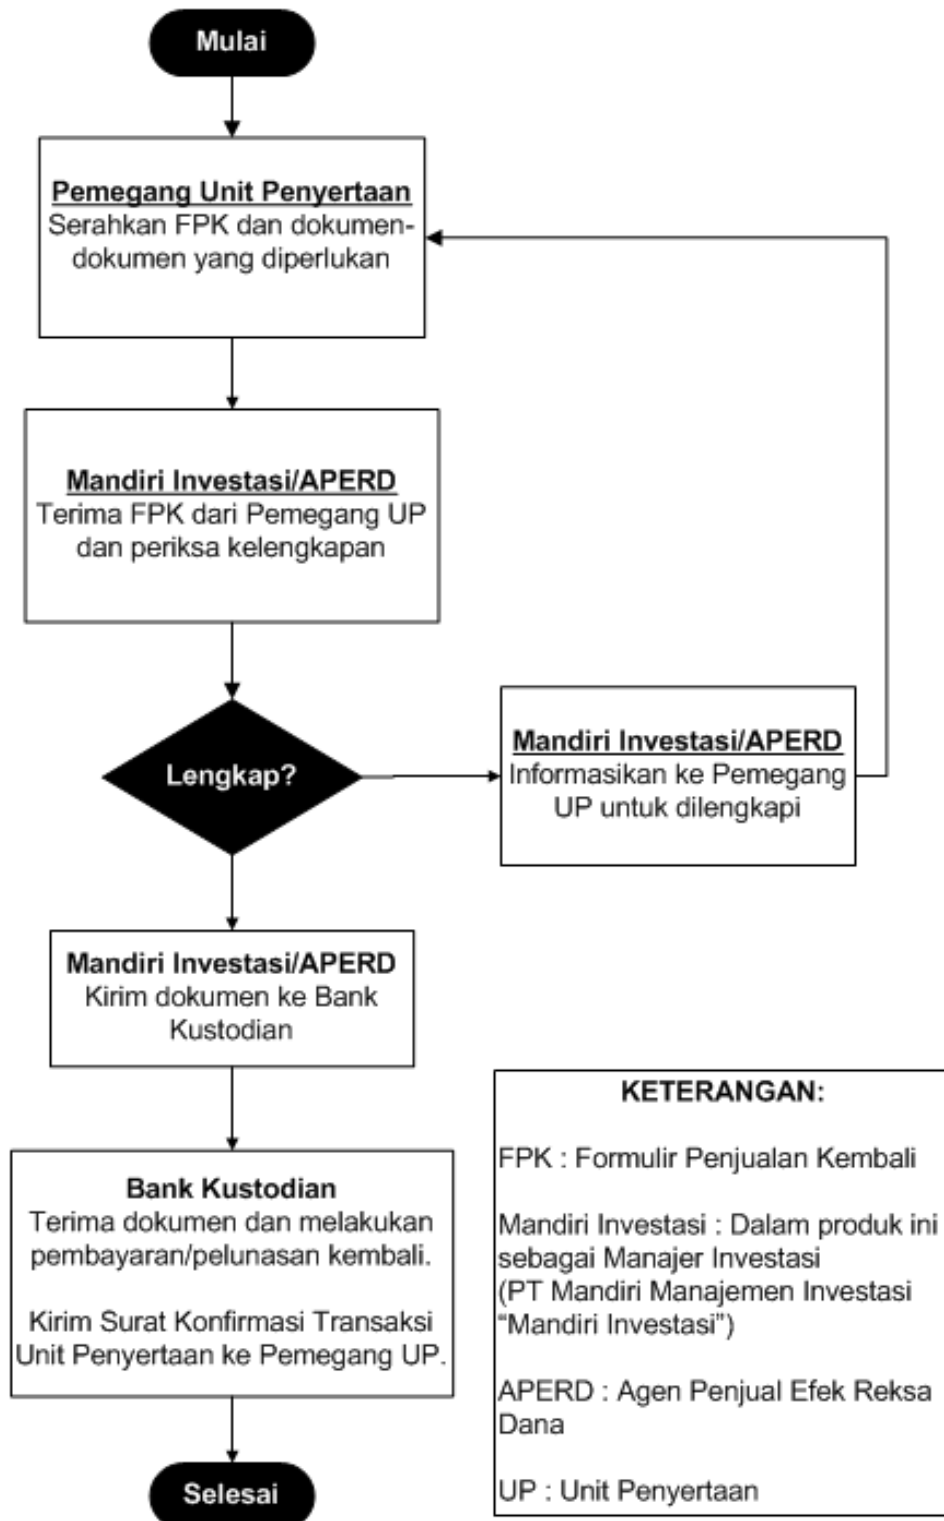 Mulai
Pemegang Unit Penyertaan
Serahkan FPK dan dokumen-
dokumen yang diperlukan
Mandiri Investasi/APERD
Terima FPK dari Pemegang UP
dan periksa kelengkapan
Lengkap?
Mandiri Investasi/APERD
Informasikan ke Pemegang
UP untuk dilengkapi
Mandiri Investasi/APERD
Kirim dokumen ke Bank
Kustodian
Bank Kustodian
Terima dokumen dan melakukan
pembayaran/pelunasan kembali.
Kirim Surat Konfirmasi Transaksi
Unit Penyertaan ke Pemegang UP.
Selesai
KETERANGAN:
FPK : Formulir Penjualan Kembali
Mandiri Investasi : Dalam produk ini
sebagai Manajer Investasi
(PT Mandiri Manajemen Investasi
“Mandiri Investasi”)
APERD : Agen Penjual Efek Reksa
Dana
UP : Unit Penyertaan